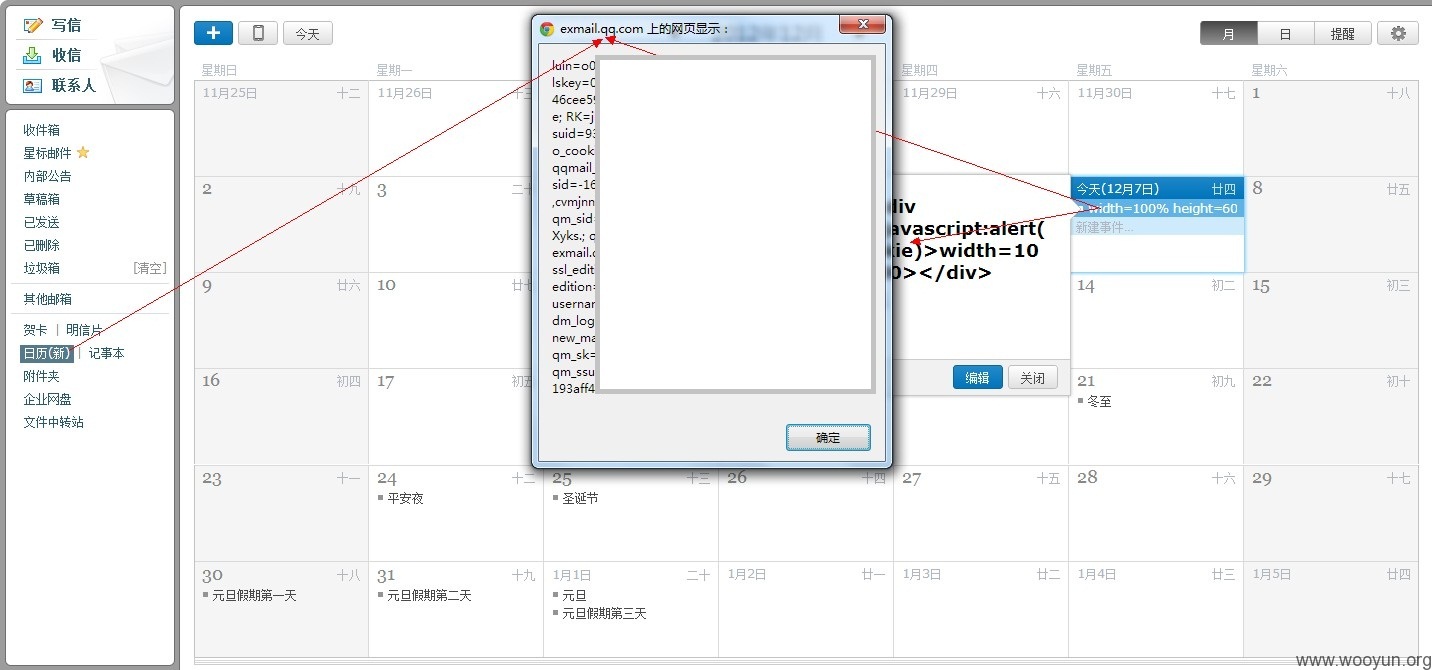 写信
收信
联系人
收件箱
星标邮件
内部公告
草稿箱
已发送
已删除
垃圾箱 [清空]
其他邮箱
贺卡 | 明信片
日历(新) | 记事本
附件夹
企业网盘
文件中转站
今天
月 日 提醒
星期日 星期一 星期四 星期五 星期六
11月25日 十二 11月26日 十三 11月29日 十六 11月30日 十七 1 十八
2 十九 3 二十 今天(12月7日) 廿四 8 廿五
width=100% height=60
新建事件...
9 廿六 10 廿七 14 初二 15 初三
16 初四 17 初五 21 初九 22 初十
冬至
23 十一 24 十二 25 十三 26 十四 27 十五 28 十六 29 十七
平安夜 圣诞节
30 十八 31 十九 1月1日 二十 1月2日 廿一 1月3日 廿二 1月4日 廿三 1月5日 廿四
元旦假期第一天 元旦假期第二天 元旦
元旦假期第三天
exmail.qq.com 上的网页显示：
luin=o0
lskey=0
46cee59
e; RK=j
suid=93
o_cook
qqmail_
sid=-16
,cvmjnn
qm_sid=
Xyks.; 
exmail.
ssl_edit
edition=
usernar
dm_log
new_ma
qm_sk=
qm_ssu
193aff4
确定
div
avascript:alert(
kie)>width=10
0></div>
编辑 关闭
www.wooyun.org